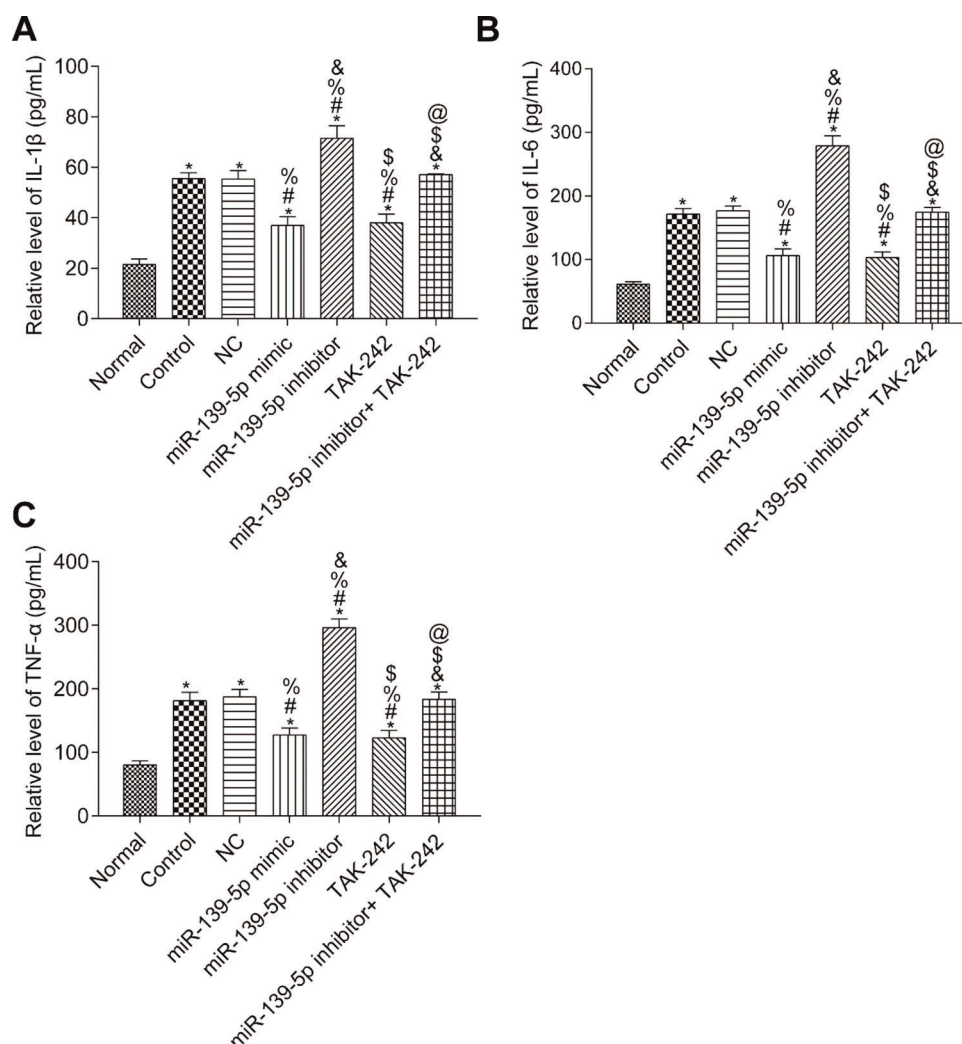 A
Relative level of IL-1β (pg/mL)
100
80
60
40
20
0
*
*
%
#
*
&
%
#
*
$
%
#
*
@
$
&
*
Normal
Control
NC
miR-139-5p mimic
miR-139-5p inhibitor
TAK-242
miR-139-5p inhibitor+ TAK-242
B
Relative level of IL-6 (pg/mL)
400
300
200
100
0
*
*
%
#
*
&
%
#
*
$
%
#
*
@
$
&
*
Normal
Control
NC
miR-139-5p mimic
miR-139-5p inhibitor
TAK-242
miR-139-5p inhibitor+ TAK-242
C
Relative level of TNF-α (pg/mL)
400
300
200
100
0
*
*
%
#
*
&
%
#
*
$
%
#
*
@
$
&
*
Normal
Control
NC
miR-139-5p mimic
miR-139-5p inhibitor
TAK-242
miR-139-5p inhibitor+ TAK-242